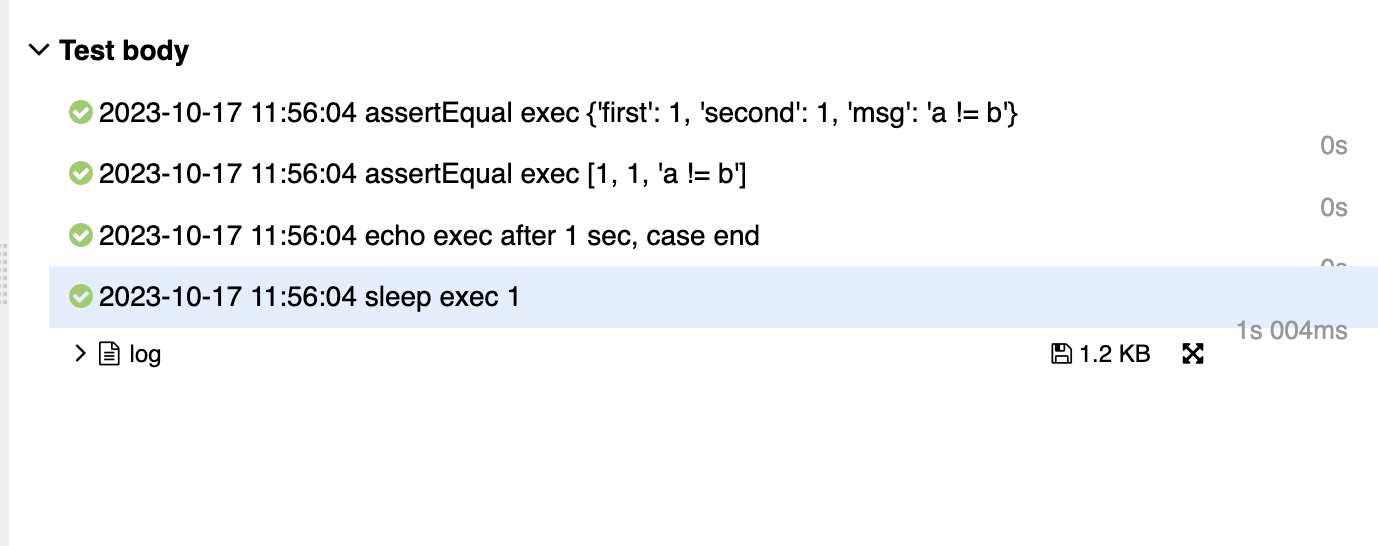 Test body
2023-10-17 11:56:04 assertEqual exec {'first': 1, 'second': 1, 'msg': 'a != b'}
0s
2023-10-17 11:56:04 assertEqual exec [1, 1, 'a != b']
0s
2023-10-17 11:56:04 echo exec after 1 sec, case end
0s
2023-10-17 11:56:04 sleep exec 1
1s 004ms
log 1.2 KB